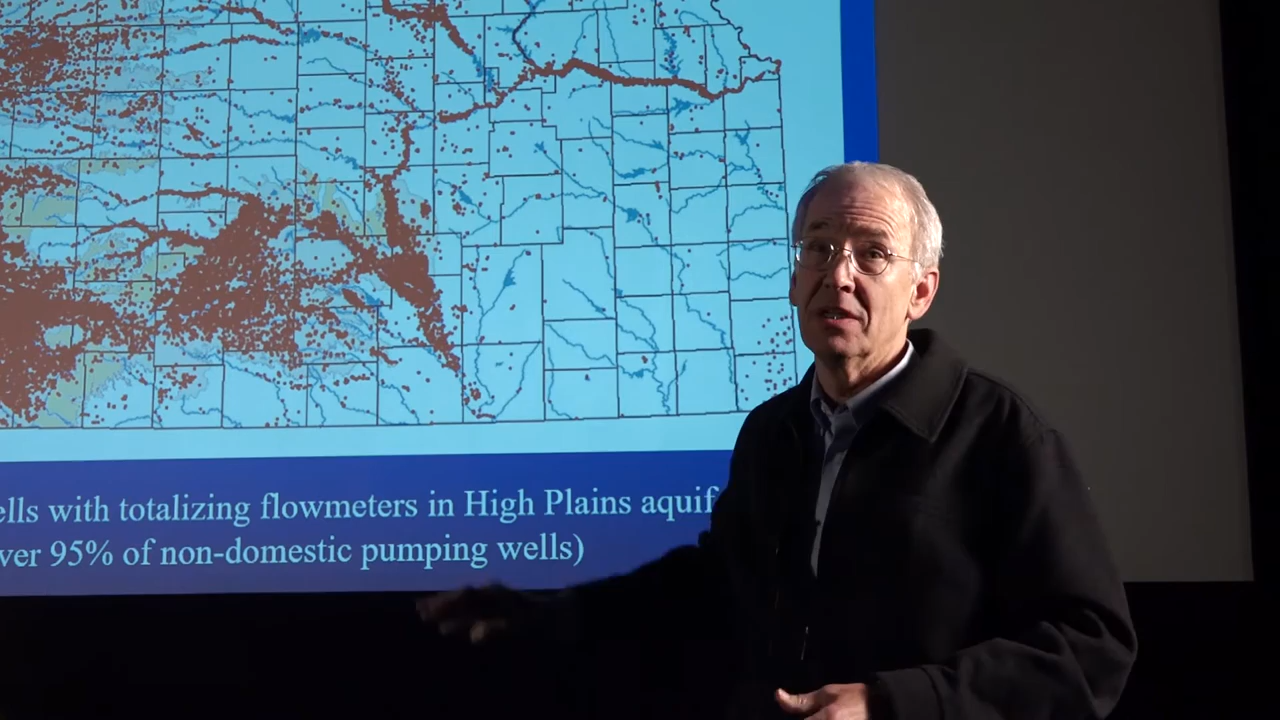 ells with totalizing flowmeters in High Plains aquif
ver 95% of non-domestic pumping wells)